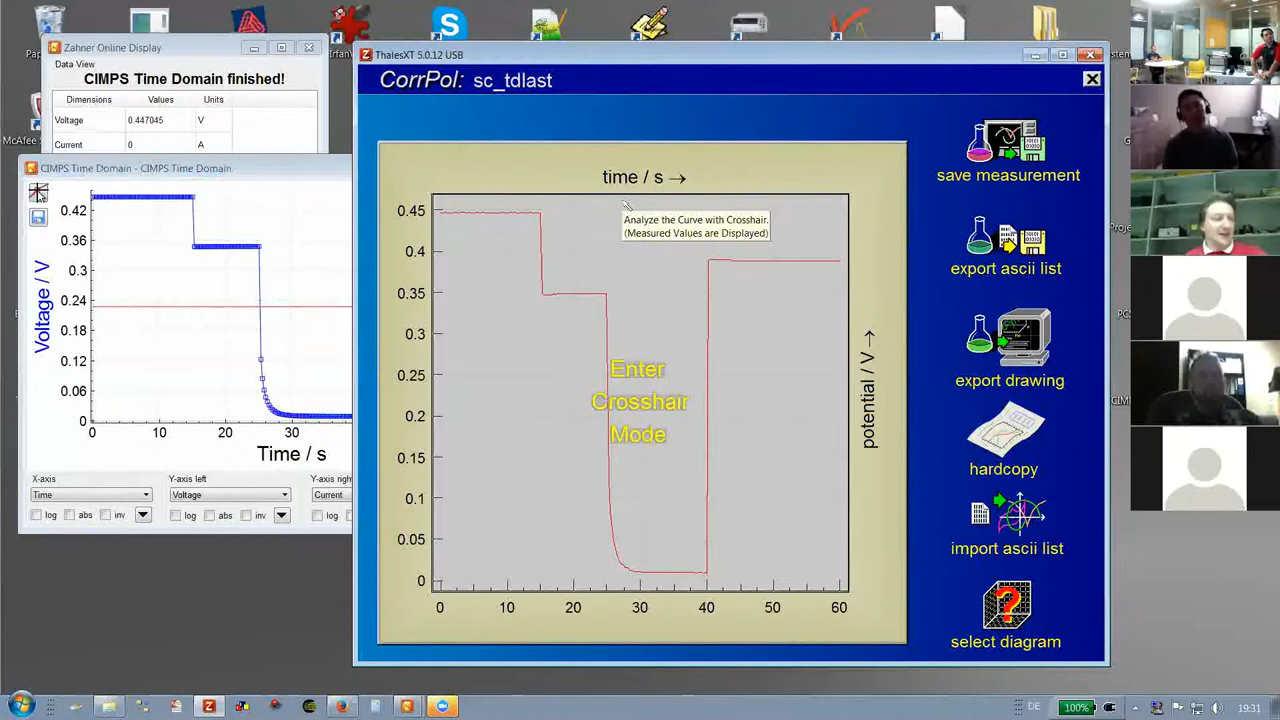 Zahner Online Display
Data View
CIMPS Time Domain finished!
Dimensions Values Units
Voltage 0.447045 V
Current 0 A
McAfee
CIMPS Time Domain - CIMPS Time Domain
0.42
0.36
0.3
0.24
0.18
0.12
0.06
0
Voltage / V
0 10 20 30
Time / s
X-axis Y-axis left Y-axis right
Time Voltage Current
log abs inv log abs inv log
ThalesXT 5.0.12 USB
CorrPol: sc_tdlast
time / s →
Analyze the Curve with Crosshair.
(Measured Values are Displayed)
0.45
0.4
0.35
0.3
0.25
0.2
0.15
0.1
0.05
0
Enter
Crosshair
Mode
potential / V →
0 10 20 30 40 50 60
save measurement
export ascii list
export drawing
hardcopy
import ascii list
select diagram
DE 100% 19:31